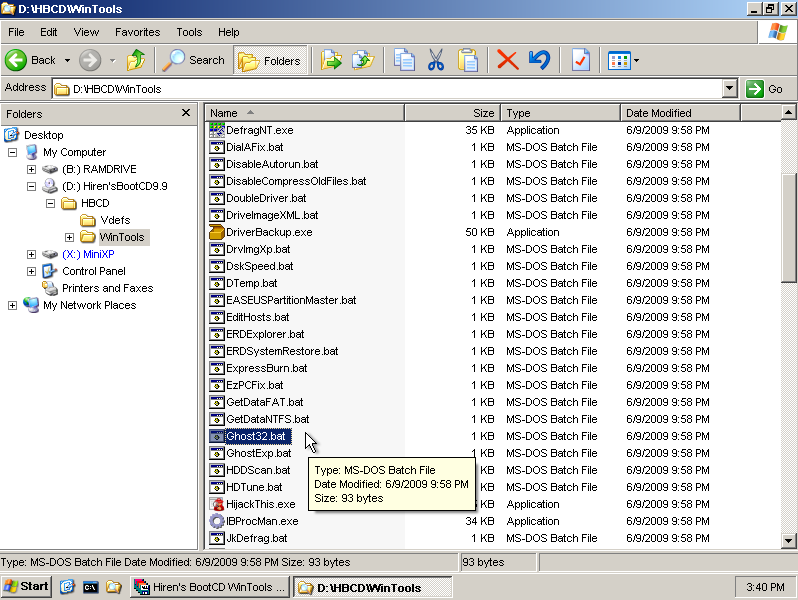 D:\HBCD\WinTools
File Edit View Favorites Tools Help
Back Search Folders
Address D:\HBCD\WinTools Go
Folders
Desktop
My Computer
(B:) RAMDRIVE
(D:) Hiren'sBootCD9.9
HBCD
Vdefs
WinTools
(X:) MiniXP
Control Panel
Printers and Faxes
My Network Places
Name Size Type Date Modified
DefragNT.exe 35 KB Application 6/9/2009 9:58 PM
DialAFix.bat 1 KB MS-DOS Batch File 6/9/2009 9:58 PM
DisableAutorun.bat 1 KB MS-DOS Batch File 6/9/2009 9:58 PM
DisableCompressOldFiles.bat 1 KB MS-DOS Batch File 6/9/2009 9:58 PM
DoubleDriver.bat 1 KB MS-DOS Batch File 6/9/2009 9:58 PM
DriveImageXML.bat 1 KB MS-DOS Batch File 6/9/2009 9:58 PM
DriverBackup.exe 50 KB Application 6/9/2009 9:58 PM
DrvImgXp.bat 1 KB MS-DOS Batch File 6/9/2009 9:58 PM
DskSpeed.bat 1 KB MS-DOS Batch File 6/9/2009 9:58 PM
DTemp.bat 1 KB MS-DOS Batch File 6/9/2009 9:58 PM
EASEUSPartitionMaster.bat 1 KB MS-DOS Batch File 6/9/2009 9:58 PM
EditHosts.bat 1 KB MS-DOS Batch File 6/9/2009 9:58 PM
ERDExplorer.bat 1 KB MS-DOS Batch File 6/9/2009 9:58 PM
ERDSystemRestore.bat 1 KB MS-DOS Batch File 6/9/2009 9:58 PM
ExpressBurn.bat 1 KB MS-DOS Batch File 6/9/2009 9:58 PM
EzPCFix.bat 1 KB MS-DOS Batch File 6/9/2009 9:58 PM
GetDataFAT.bat 1 KB MS-DOS Batch File 6/9/2009 9:58 PM
GetDataNTFS.bat 1 KB MS-DOS Batch File 6/9/2009 9:58 PM
Ghost32.bat 1 KB MS-DOS Batch File 6/9/2009 9:58 PM
GhostExp.bat 1 KB MS-DOS Batch File 6/9/2009 9:58 PM
HDDScan.bat 1 KB MS-DOS Batch File 6/9/2009 9:58 PM
HDTune.bat 1 KB MS-DOS Batch File 6/9/2009 9:58 PM
HijackThis.exe KB Application 6/9/2009 9:58 PM
IBProcMan.exe 34 KB Application 6/9/2009 9:58 PM
JkDefrag.bat 1 KB MS-DOS Batch File 6/9/2009 9:58 PM
Type: MS-DOS Batch File
Date Modified: 6/9/2009 9:58 PM
Size: 93 bytes
Type: MS-DOS Batch File Date Modified: 6/9/2009 9:58 PM Size: 93 bytes 93 bytes
Start Hiren's BootCD WinTools ... D:\HBCD\WinTools 3:40 PM